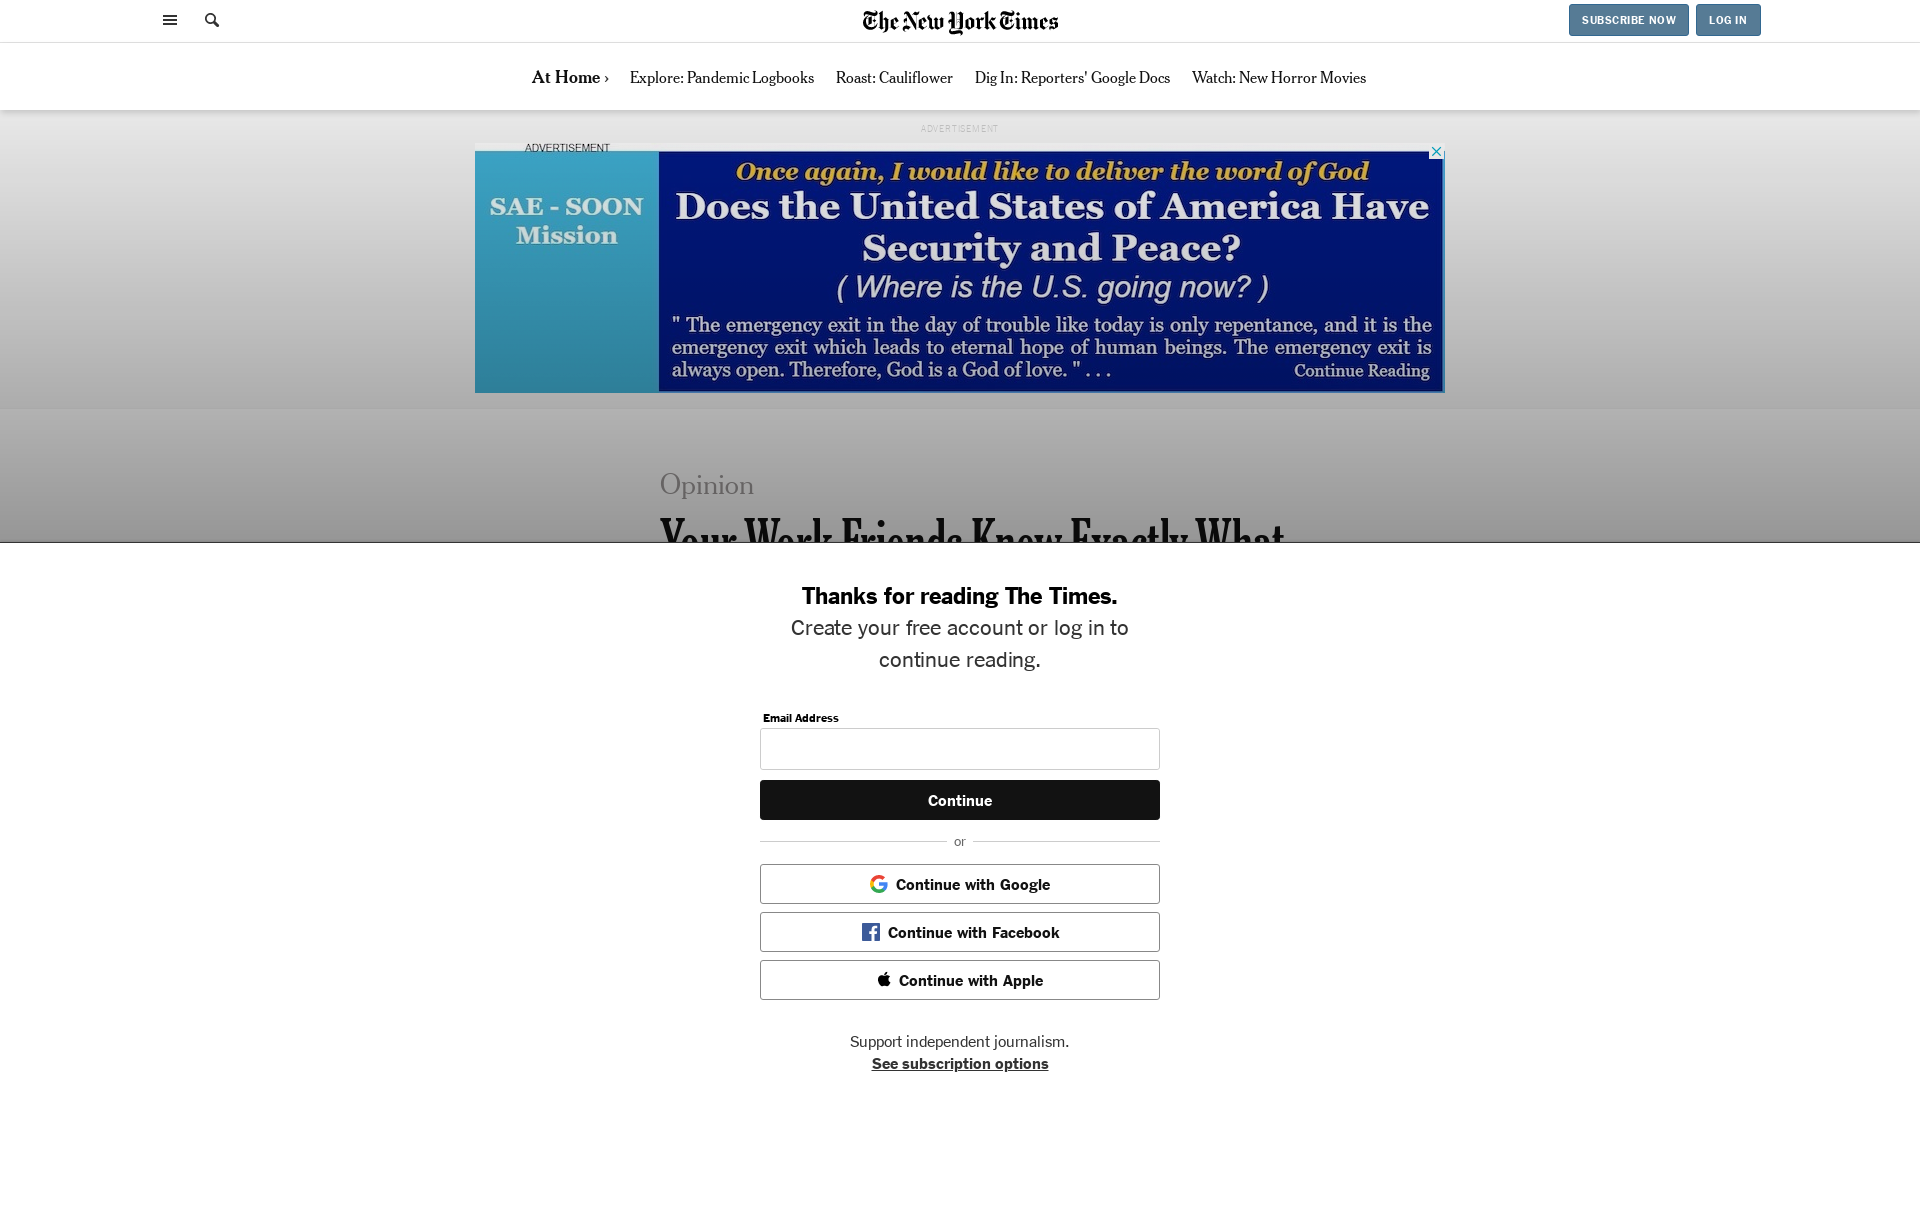 The New York Times
SUBSCRIBE NOW
LOG IN
At Home › Explore: Pandemic Logbooks Roast: Cauliflower Dig In: Reporters' Google Docs Watch: New Horror Movies
ADVERTISEMENT
ADVERTISEMENT
SAE - SOON
Mission
Once again, I would like to deliver the word of God
Does the United States of America Have
Security and Peace?
( Where is the U.S. going now? )
" The emergency exit in the day of trouble like today is only repentance, and it is the
emergency exit which leads to eternal hope of human beings. The emergency exit is
always open. Therefore, God is a God of love. " . . .
Continue Reading
Opinion
Your Work Friends Knew Exactly What
Thanks for reading The Times.
Create your free account or log in to
continue reading.
Email Address
Continue
or
Continue with Google
Continue with Facebook
Continue with Apple
Support independent journalism.
See subscription options